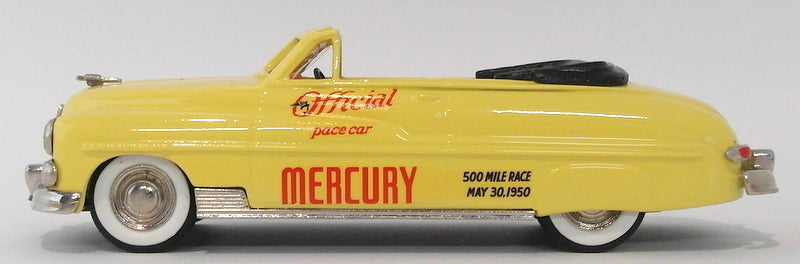 Official
pace car
MERCURY
500 MILE RACE
MAY 30, 1950